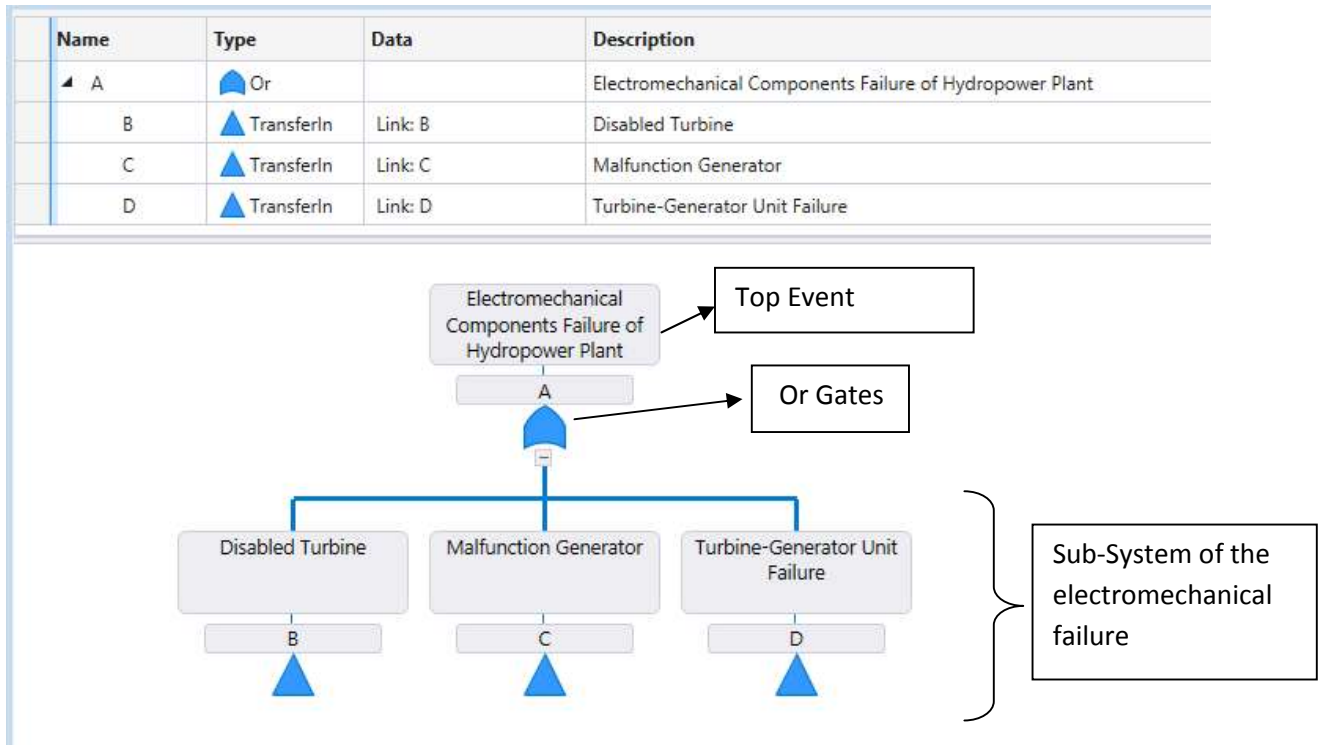 Name Type Data Description
A Or Electromechanical Components Failure of Hydropower Plant
B TransferIn Link: B Disabled Turbine
C TransferIn Link: C Malfunction Generator
D TransferIn Link: D Turbine-Generator Unit Failure
Electromechanical
Components Failure of
Hydropower Plant
Top Event
A
Or Gates
Disabled Turbine
Malfunction Generator
Turbine-Generator Unit
Failure
B
C
D
Sub-System of the
electromechanical
failure